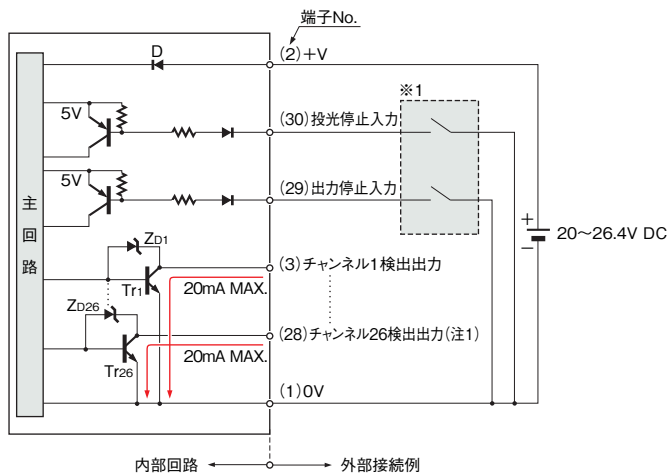 端子No.
D
(2)+V
※1
5V
(30)投光停止入力
5V
(29)出力停止入力
主回路
+
−
20～26.4V DC
ZD1
(3)チャンネル1検出出力
Tr1
20mA MAX.
ZD26
(28)チャンネル26検出出力(注1)
20mA MAX.
Tr26
(1)0V
内部回路
外部接続例